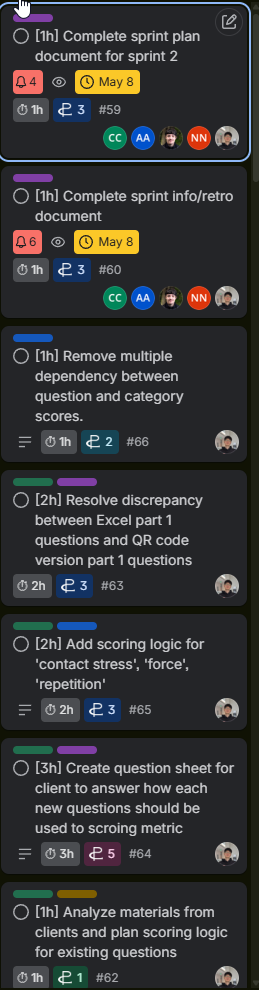 [1h] Complete sprint plan
document for sprint 2
4 May 8
1h 3 #59
CC AA NN
[1h] Complete sprint info/retro
document
6 May 8
1h 3 #60
CC AA NN
[1h] Remove multiple
dependency between
question and category
scores.
1h 2 #66
[2h] Resolve discrepancy
between Excel part 1
questions and QR code
version part 1 questions
2h 3 #63
[2h] Add scoring logic for
'contact stress', 'force',
'repetition'
2h 3 #65
[3h] Create question sheet for
client to answer how each
new questions should be
used to scroing metric
3h 5 #64
[1h] Analyze materials from
clients and plan scoring logic
for existing questions
1h 1 #62